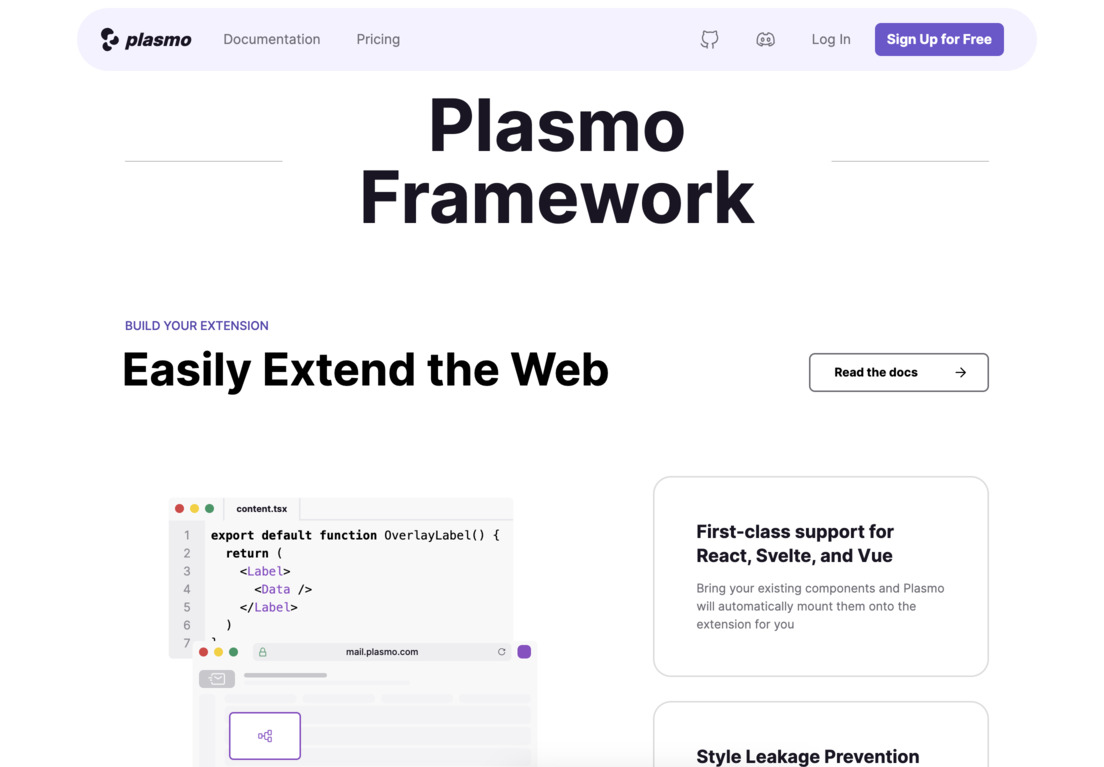 plasmo
Documentation
Pricing
Log In
Sign Up for Free
Plasmo
Framework
BUILD YOUR EXTENSION
Easily Extend the Web
Read the docs
content.tsx
1 export default function OverlayLabel() {
2 return (
3 <Label>
4 <Data />
5 </Label>
6 )
7 }
mail.plasmo.com
First-class support for
React, Svelte, and Vue
Bring your existing components and Plasmo
will automatically mount them onto the
extension for you
Style Leakage Prevention